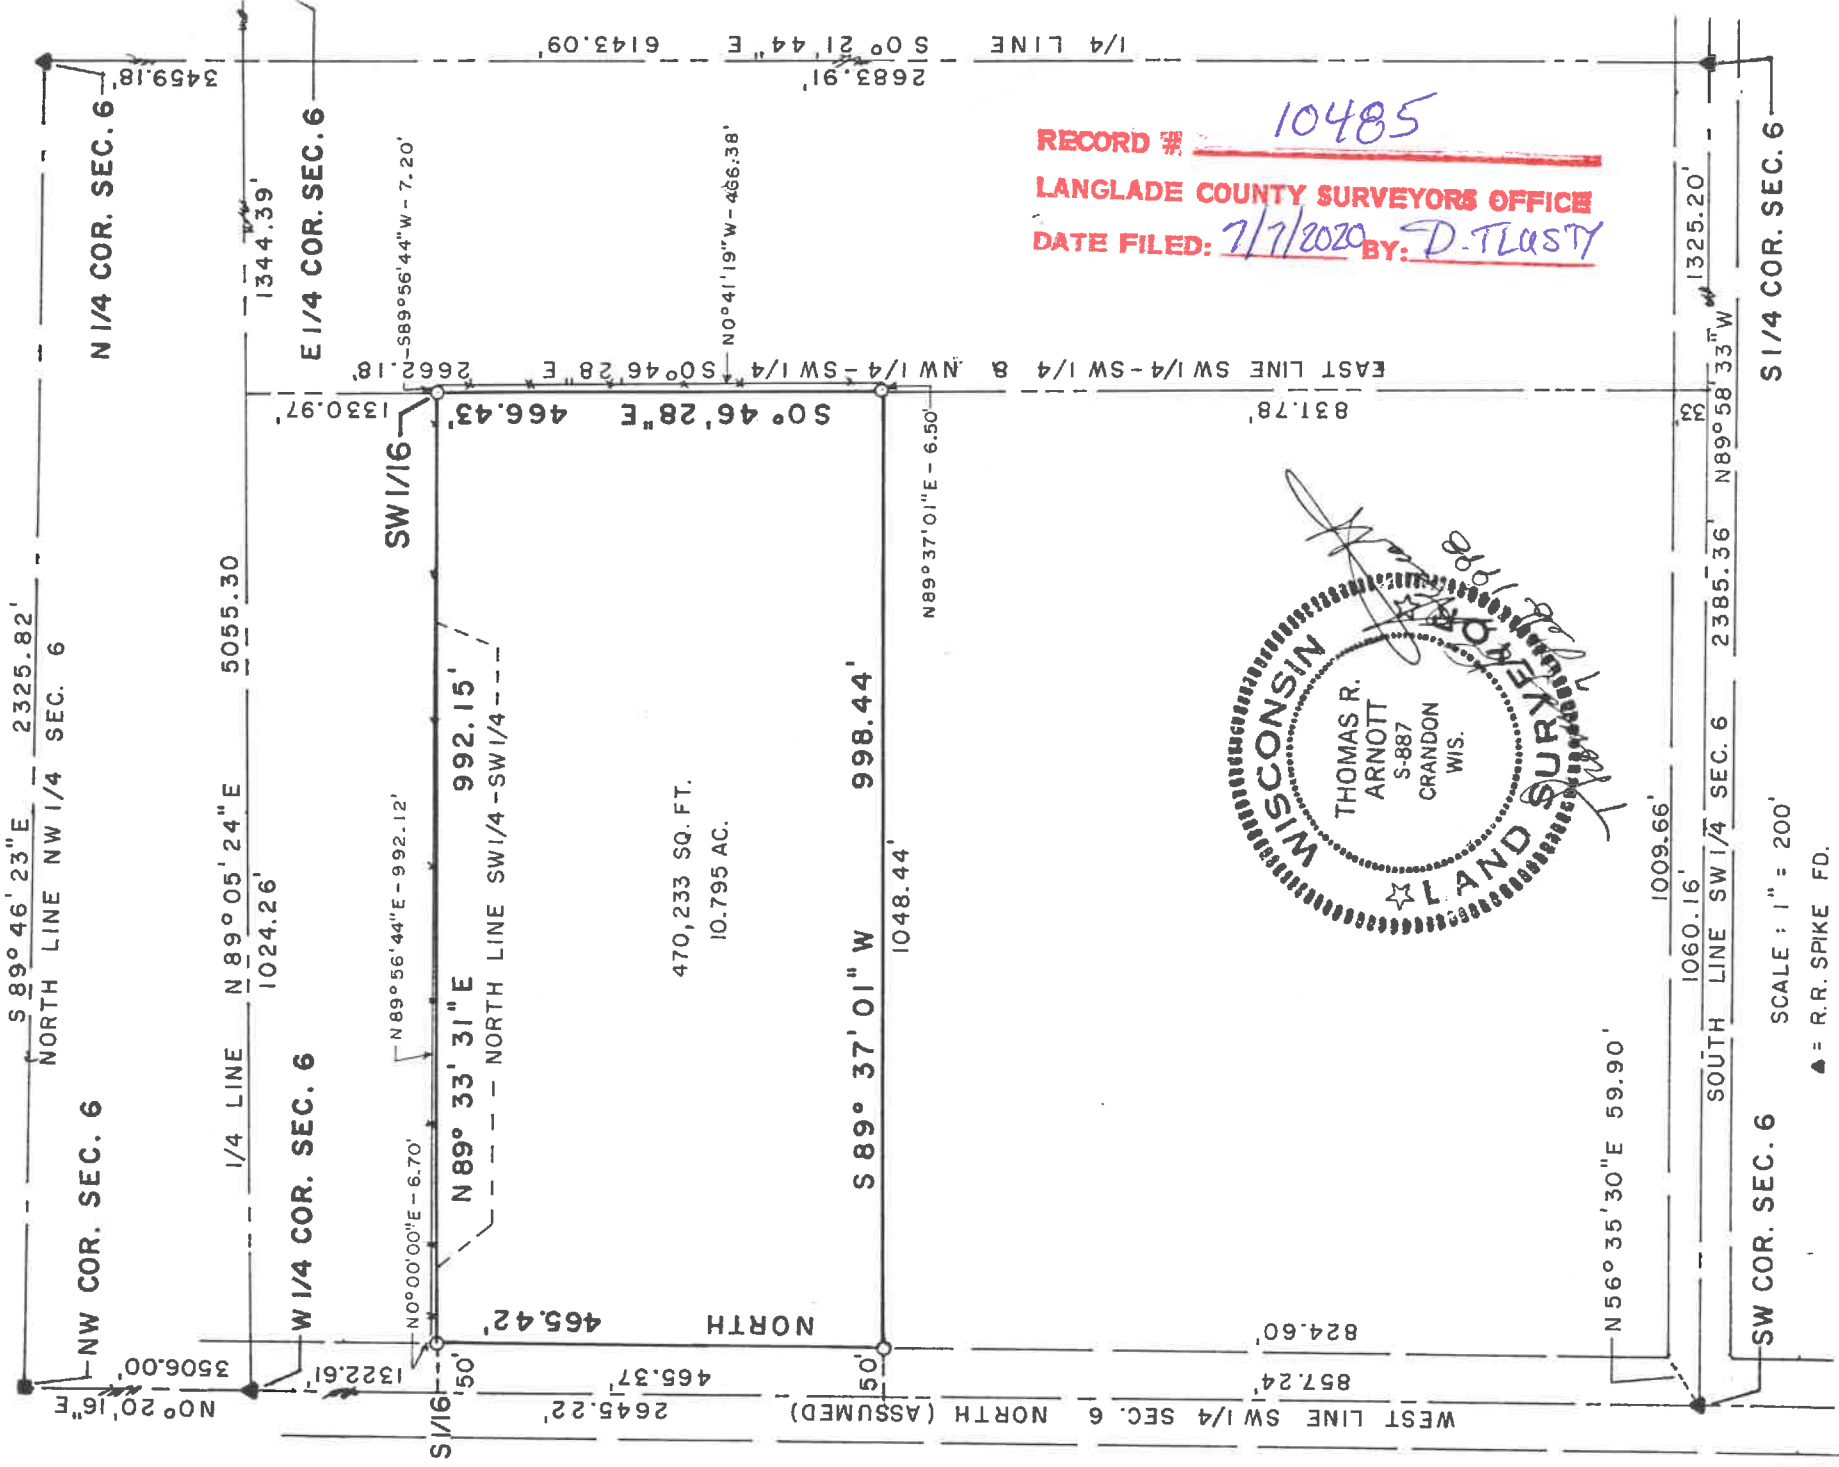 S 89° 46' 23" E 2325.82'
NORTH LINE NW 1/4 SEC. 6
NW COR. SEC. 6
N 1/4 COR. SEC. 6
3459.18'
3506.00'
N0° 20' 16" E
1/4 LINE N 89° 05' 24" E 5055.30
1024.26'
1344.39'
W 1/4 COR. SEC. 6
E 1/4 COR. SEC. 6
1322.61'
1330.97'
2662.18'
S89°56'44"W - 7.20'
SW 1/16
S 1/16
50'
N0°00'00"E - 6.70'
N89°56'44"E - 992.12'
N 89° 33' 31" E 992.15'
NORTH LINE SW 1/4 - SW 1/4
470,233 SQ. FT.
10.795 AC.
NORTH 465.42'
465.37
2645.22'
S0° 46' 28" E 466.43'
N0°41'19"W - 466.38'
EAST LINE SW 1/4 - SW 1/4 & NW 1/4 - SW 1/4 S0° 46' 28" E
S 89° 37' 01" W 998.44'
1048.44'
50'
N89°37'01"E - 6.50'
1/4 LINE S0° 21' 44" E 6143.09'
2683.91'
RECORD # 10485
LANGLADE COUNTY SURVEYORS OFFICE
DATE FILED: 7/7/2020 BY: D. TLUSTY
WISCONSIN
LAND SURVEYOR
THOMAS R.
ARNOTT
S-887
CRANDON
WIS.
831.78'
33'
824.60'
857.24'
WEST LINE SW 1/4 SEC. 6 NORTH (ASSUMED)
N 56° 35' 30" E 59.90'
1009.66'
1060.16'
1325.20'
SOUTH LINE SW 1/4 SEC. 6 2385.36' N89° 58' 33" W
SW COR. SEC. 6
S 1/4 COR. SEC. 6
SCALE : 1" = 200'
▲ = R.R. SPIKE FD.